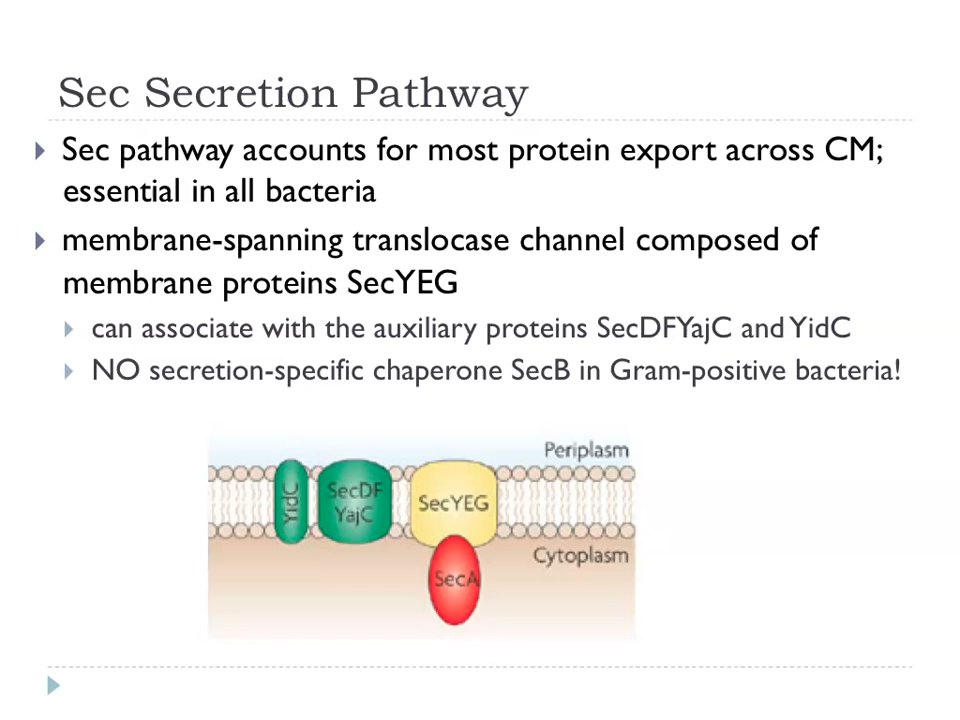 Sec Secretion Pathway
Sec pathway accounts for most protein export across CM;
essential in all bacteria
membrane-spanning translocase channel composed of
membrane proteins SecYEG
can associate with the auxiliary proteins SecDFYajC and YidC
NO secretion-specific chaperone SecB in Gram-positive bacteria!
Periplasm
YidC
SecDF
YajC
SecYEG
Cytoplasm
SecA